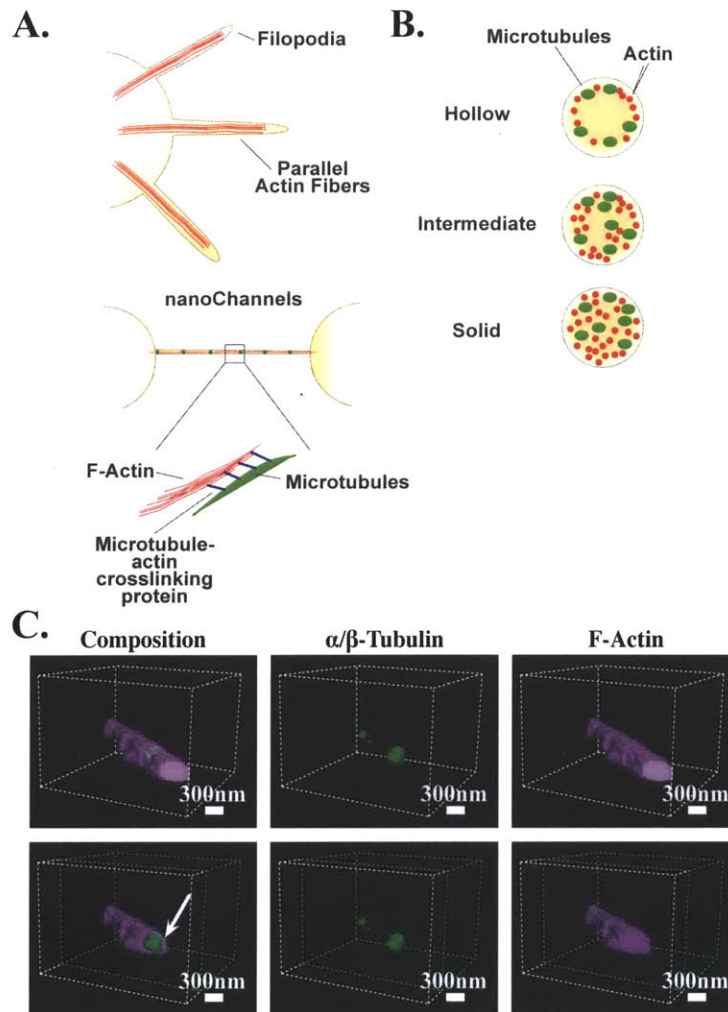 A.
Filopodia
Parallel
Actin Fibers
nanoChannels
F-Actin
Microtubules
Microtubule-
actin
crosslinking
protein
B.
Microtubules
Actin
Hollow
Intermediate
Solid
C.
Composition
α/β-Tubulin
F-Actin
300nm
300nm
300nm
300nm
300nm
300nm